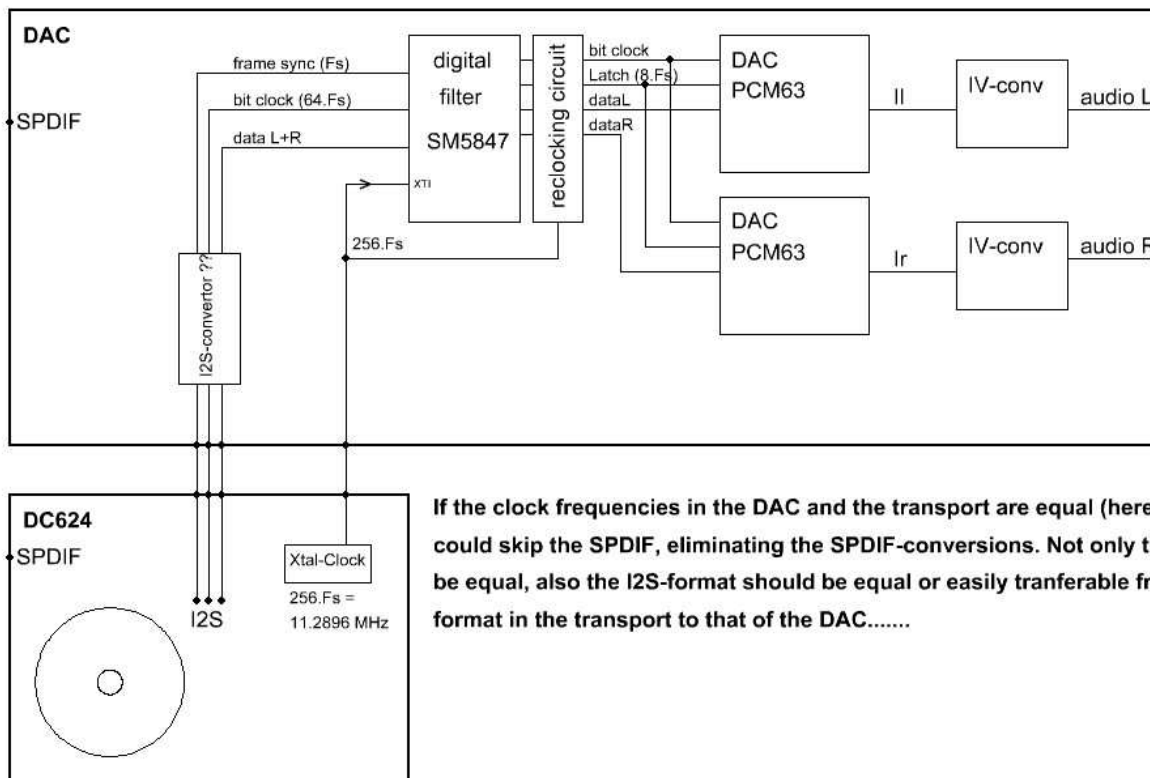 DAC
SPDIF
frame sync (Fs)
bit clock (64.Fs)
data L+R
digital
filter
SM5847
XTI
reclocking circuit
bit clock
Latch (8.Fs)
dataL
dataR
DAC
PCM63
Il
IV-conv
audio L
DAC
PCM63
Ir
IV-conv
audio R
256.Fs
I2S-convertor ??
DC624
SPDIF
I2S
Xtal-Clock
256.Fs =
11.2896 MHz
If the clock frequencies in the DAC and the transport are equal (here
could skip the SPDIF, eliminating the SPDIF-conversions. Not only t
be equal, also the I2S-format should be equal or easily tranferable fr
format in the transport to that of the DAC.......